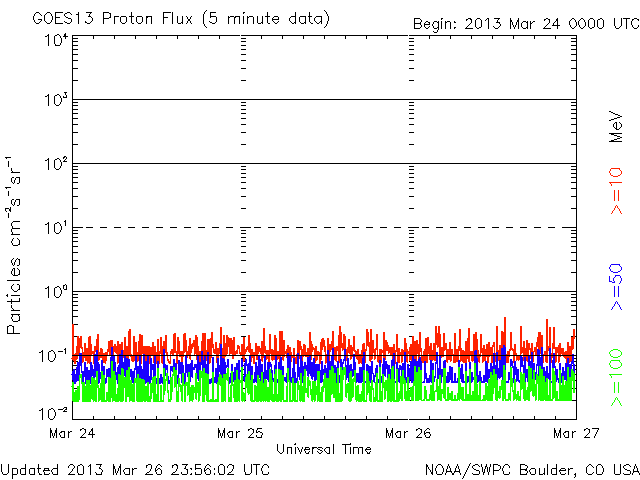 GOES13 Proton Flux (5 minute data) Begin: 2013 Mar 24 0000 UTC
10⁴
10³
10²
10¹
10⁰
10⁻¹
10⁻²
Particles cm⁻²s⁻¹sr⁻¹
MeV
>=10
>=50
>=100
Mar 24 Mar 25 Mar 26 Mar 27
Universal Time
Updated 2013 Mar 26 23:56:02 UTC NOAA/SWPC Boulder, CO USA